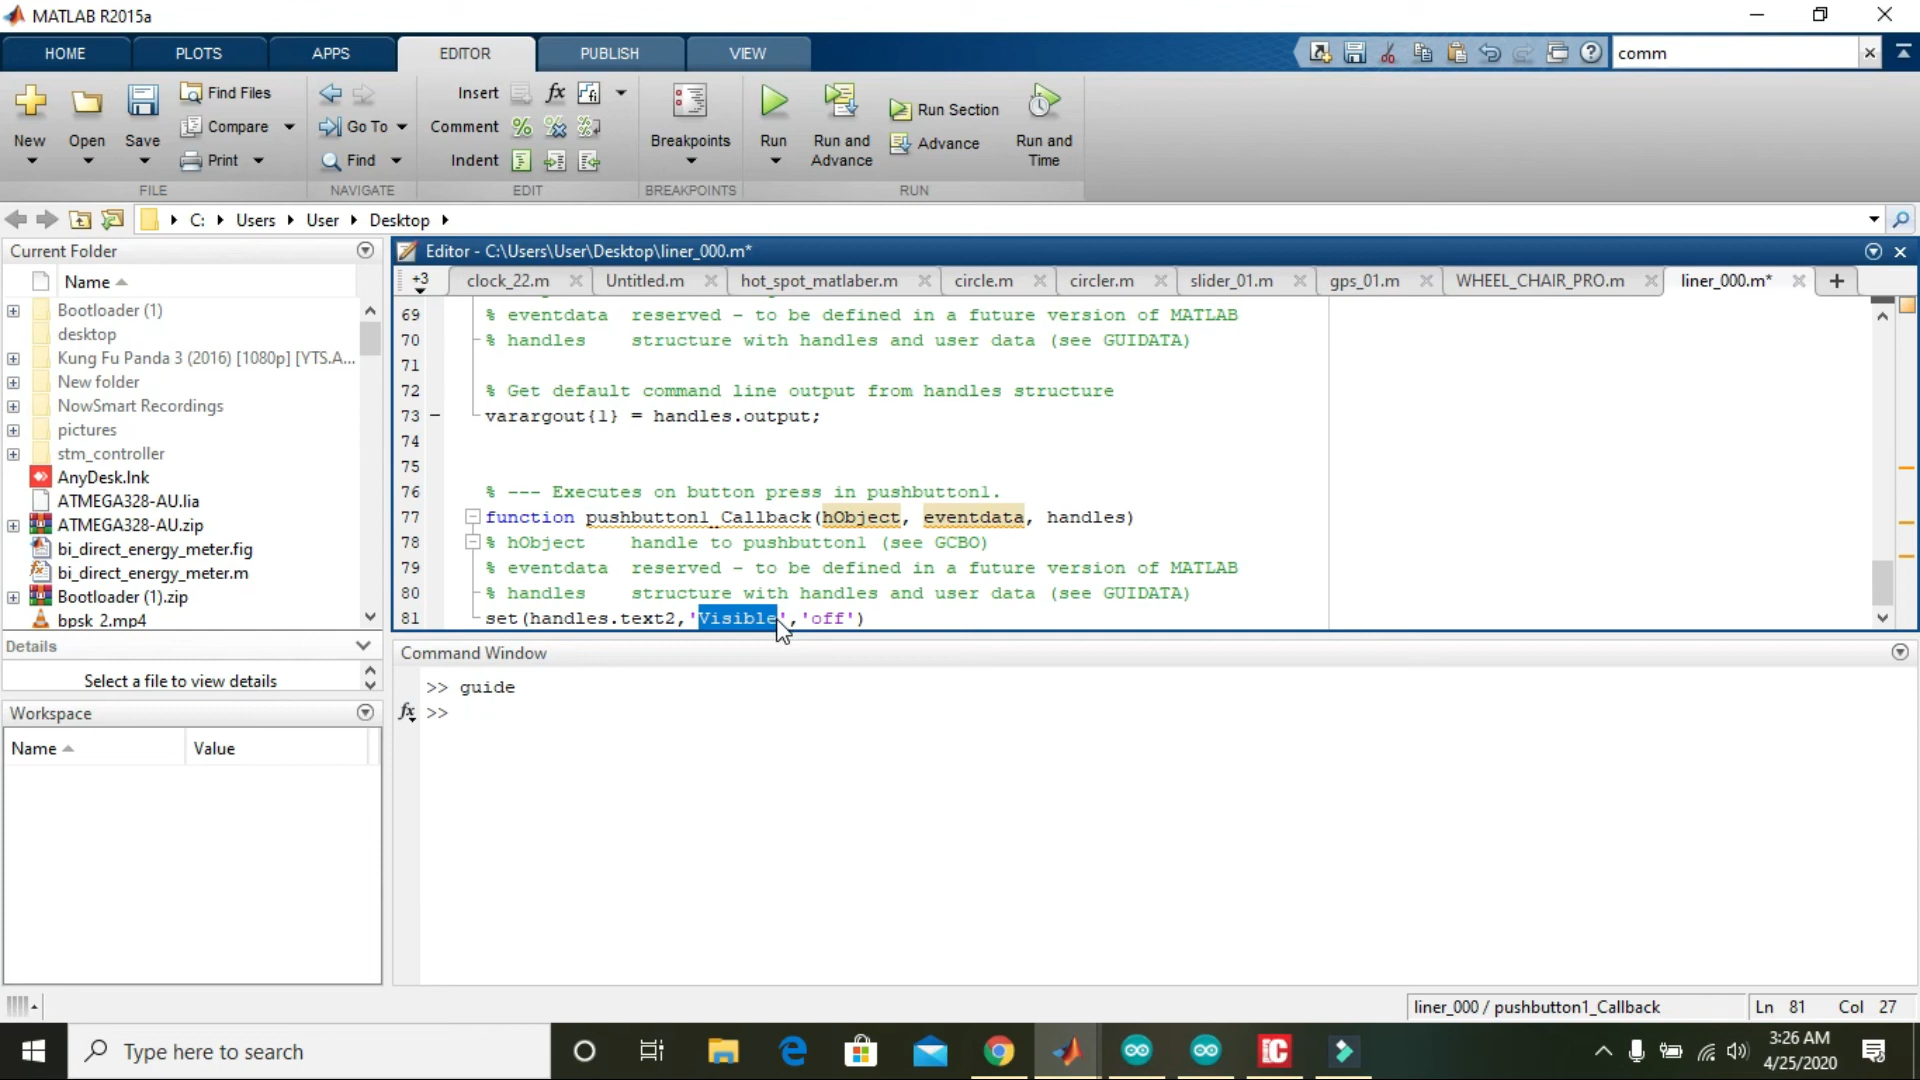 MATLAB R2015a
HOME PLOTS APPS EDITOR PUBLISH VIEW comm
New Open Save Find Files Compare Print
Go To Find
Insert Comment Indent
Breakpoints
Run Run and Advance Run Section Advance Run and Time
FILE NAVIGATE EDIT BREAKPOINTS RUN
C: Users User Desktop
Current Folder
Name
Bootloader (1)
desktop
Kung Fu Panda 3 (2016) [1080p] [YTS.A...
New folder
NowSmart Recordings
pictures
stm_controller
AnyDesk.lnk
ATMEGA328-AU.lia
ATMEGA328-AU.zip
bi_direct_energy_meter.fig
bi_direct_energy_meter.m
Bootloader (1).zip
bpsk 2.mp4
Details
Select a file to view details
Workspace
Name Value
Editor - C:\Users\User\Desktop\liner_000.m*
+3 clock_22.m Untitled.m hot_spot_matlaber.m circle.m circler.m slider_01.m gps_01.m WHEEL_CHAIR_PRO.m liner_000.m*
69 % eventdata  reserved - to be defined in a future version of MATLAB
70 % handles    structure with handles and user data (see GUIDATA)
71
72 % Get default command line output from handles structure
73 varargout{1} = handles.output;
74
75
76 % --- Executes on button press in pushbutton1.
77 function pushbutton1_Callback(hObject, eventdata, handles)
78 % hObject    handle to pushbutton1 (see GCBO)
79 % eventdata  reserved - to be defined in a future version of MATLAB
80 % handles    structure with handles and user data (see GUIDATA)
81 set(handles.text2,'Visible','off')
Command Window
>> guide
fx >>
liner_000 / pushbutton1_Callback Ln 81 Col 27
Type here to search
3:26 AM
4/25/2020